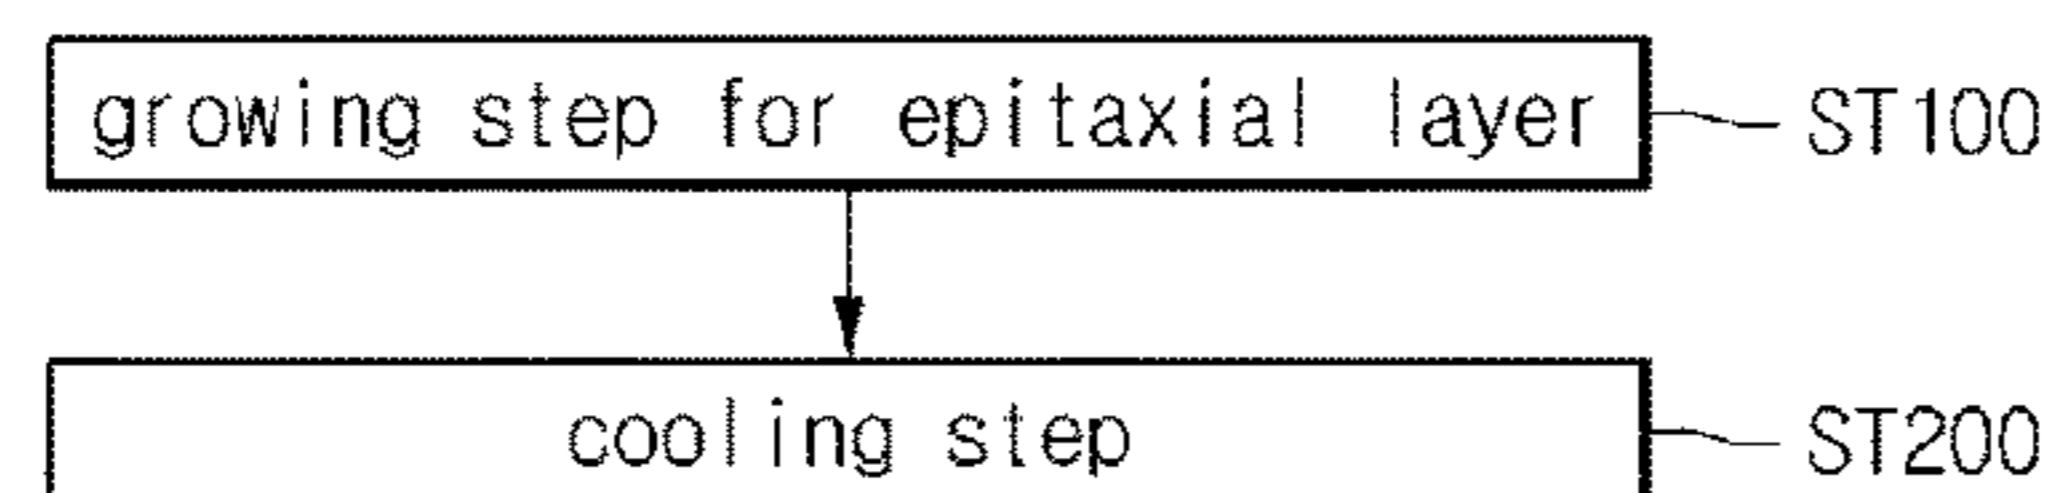 growing step for epitaxial layer ST100
cooling step ST200